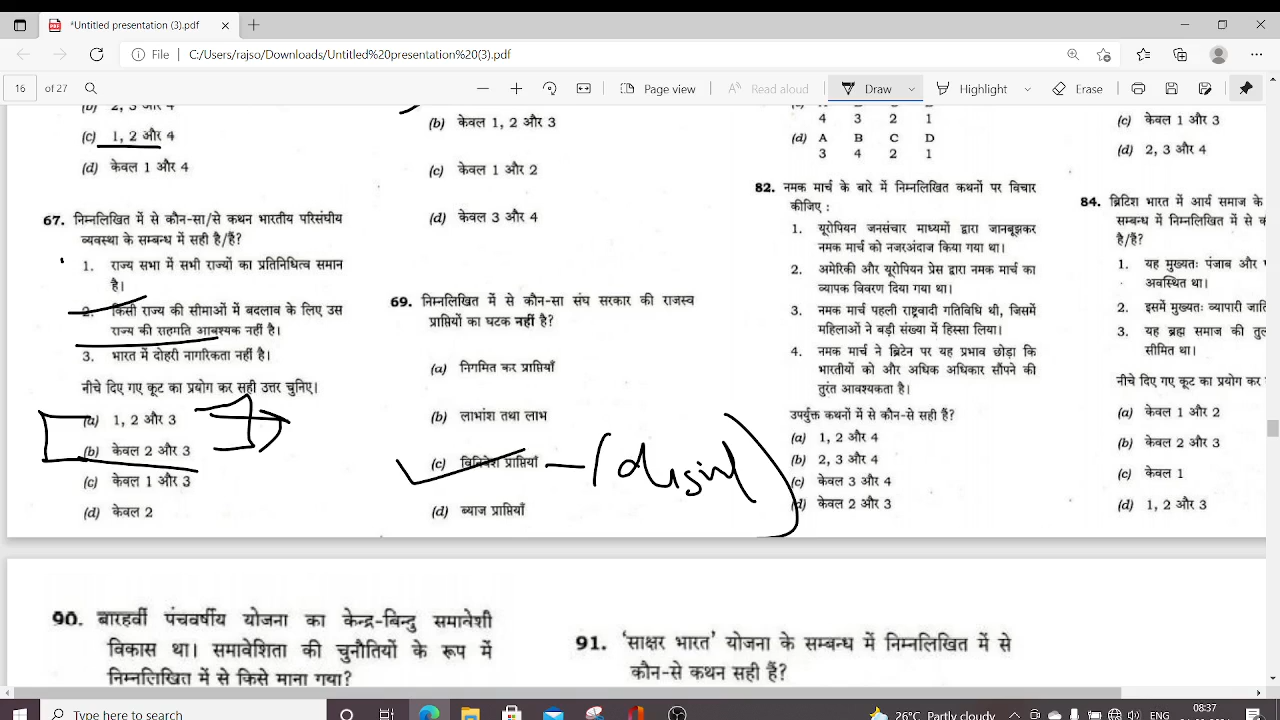 *Untitled presentation (3).pdf
File C:/Users/rajso/Downloads/Untitled%20presentation%20(3).pdf
16 of 27 Page view Read aloud Draw Highlight Erase
(c) 1, 2 और 4
(d) केवल 1 और 4
67. निम्नलिखित में से कौन-सा/से कथन भारतीय परिसंघीय
व्यवस्था के सम्बन्ध में सही है/हैं?
1. राज्य सभा में सभी राज्यों का प्रतिनिधित्व समान
है।
2. किसी राज्य की सीमाओं में बदलाव के लिए उस
राज्य की सहमति आवश्यक नहीं है।
3. भारत में दोहरी नागरिकता नहीं है।
नीचे दिए गए कूट का प्रयोग कर सही उत्तर चुनिए।
(a) 1, 2 और 3
(b) केवल 2 और 3
(c) केवल 1 और 3
(d) केवल 2
(b) केवल 1, 2 और 3
(c) केवल 1 और 2
(d) केवल 3 और 4
69. निम्नलिखित में से कौन-सा संघ सरकार की राजस्व
प्राप्तियों का घटक नहीं है?
(a) निगमित कर प्राप्तियाँ
(b) लाभांश तथा लाभ
(c) विनिवेश प्राप्तियाँ
(d) ब्याज प्राप्तियाँ
4 3 2 1
(d) A B C D
3 4 2 1
82. नमक मार्च के बारे में निम्नलिखित कथनों पर विचार
कीजिए :
1. यूरोपियन जनसंचार माध्यमों द्वारा जानबूझकर
नमक मार्च को नजरअंदाज किया गया था।
2. अमेरिकी और यूरोपियन प्रेस द्वारा नमक मार्च का
व्यापक विवरण दिया गया था।
3. नमक मार्च पहली राष्ट्रवादी गतिविधि थी, जिसमें
महिलाओं ने बड़ी संख्या में हिस्सा लिया।
4. नमक मार्च ने ब्रिटेन पर यह प्रभाव छोड़ा कि
भारतीयों को और अधिक अधिकार सौंपने की
तुरंत आवश्यकता है।
उपर्युक्त कथनों में से कौन-से सही हैं?
(a) 1, 2 और 4
(b) 2, 3 और 4
(c) केवल 3 और 4
(d) केवल 2 और 3
(c) केवल 1 और 3
(d) 2, 3 और 4
84. ब्रिटिश भारत में आर्य समाज के
सम्बन्ध में निम्नलिखित में से
है/हैं?
1. यह मुख्यतः पंजाब और
अवस्थित था।
2. इसमें मुख्यतः व्यापारी
3. यह ब्रह्म समाज की
सीमित था।
नीचे दिए गए कूट का प्रयोग कर
(a) केवल 1 और 2
(b) केवल 2 और 3
(c) केवल 1
(d) 1, 2 और 3
90. बारहवीं पंचवर्षीय योजना का केन्द्र-बिन्दु समावेशी
विकास था। समावेशिता की चुनौतियों के रूप में
निम्नलिखित में से किसे माना गया?
91. 'साक्षर भारत' योजना के सम्बन्ध में निम्नलिखित में से
कौन-से कथन सही हैं?
Type here to search 26°C Partly cloudy ENG 08:37